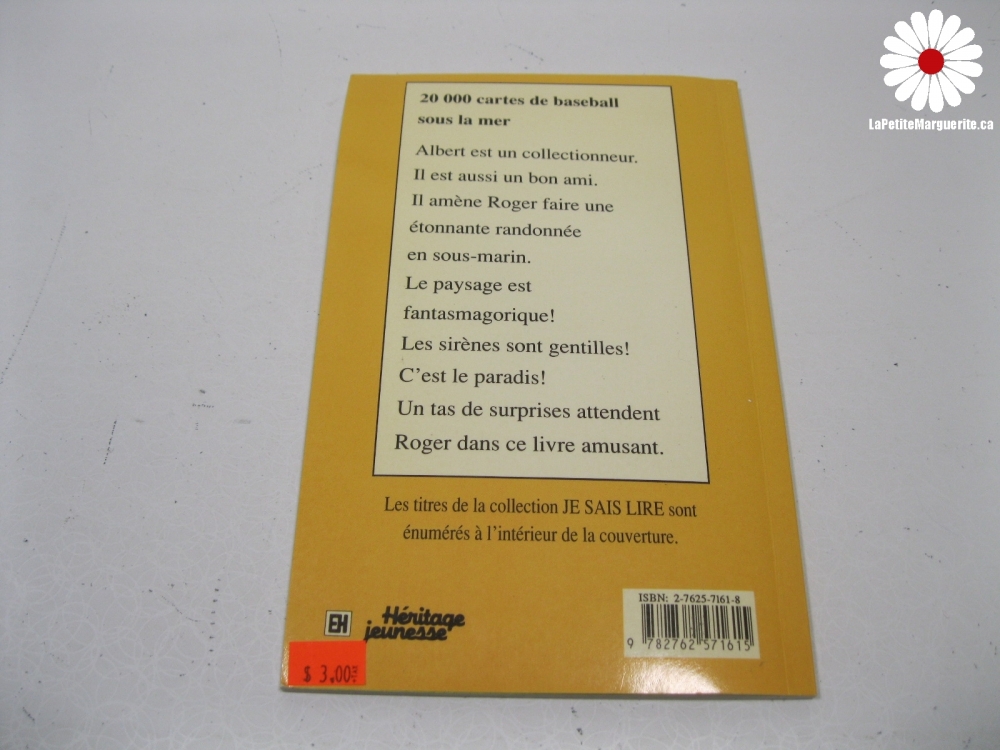 LaPetiteMarguerite.ca
20 000 cartes de baseball
sous la mer
Albert est un collectionneur.
Il est aussi un bon ami.
Il amène Roger faire une
étonnante randonnée
en sous-marin.
Le paysage est
fantasmagorique!
Les sirènes sont gentilles!
C'est le paradis!
Un tas de surprises attendent
Roger dans ce livre amusant.
Les titres de la collection JE SAIS LIRE sont
énumérés à l'intérieur de la couverture.
ISBN: 2-7625-7161-8
9 782762 571615
EH
Héritage
jeunesse
$ 3,00